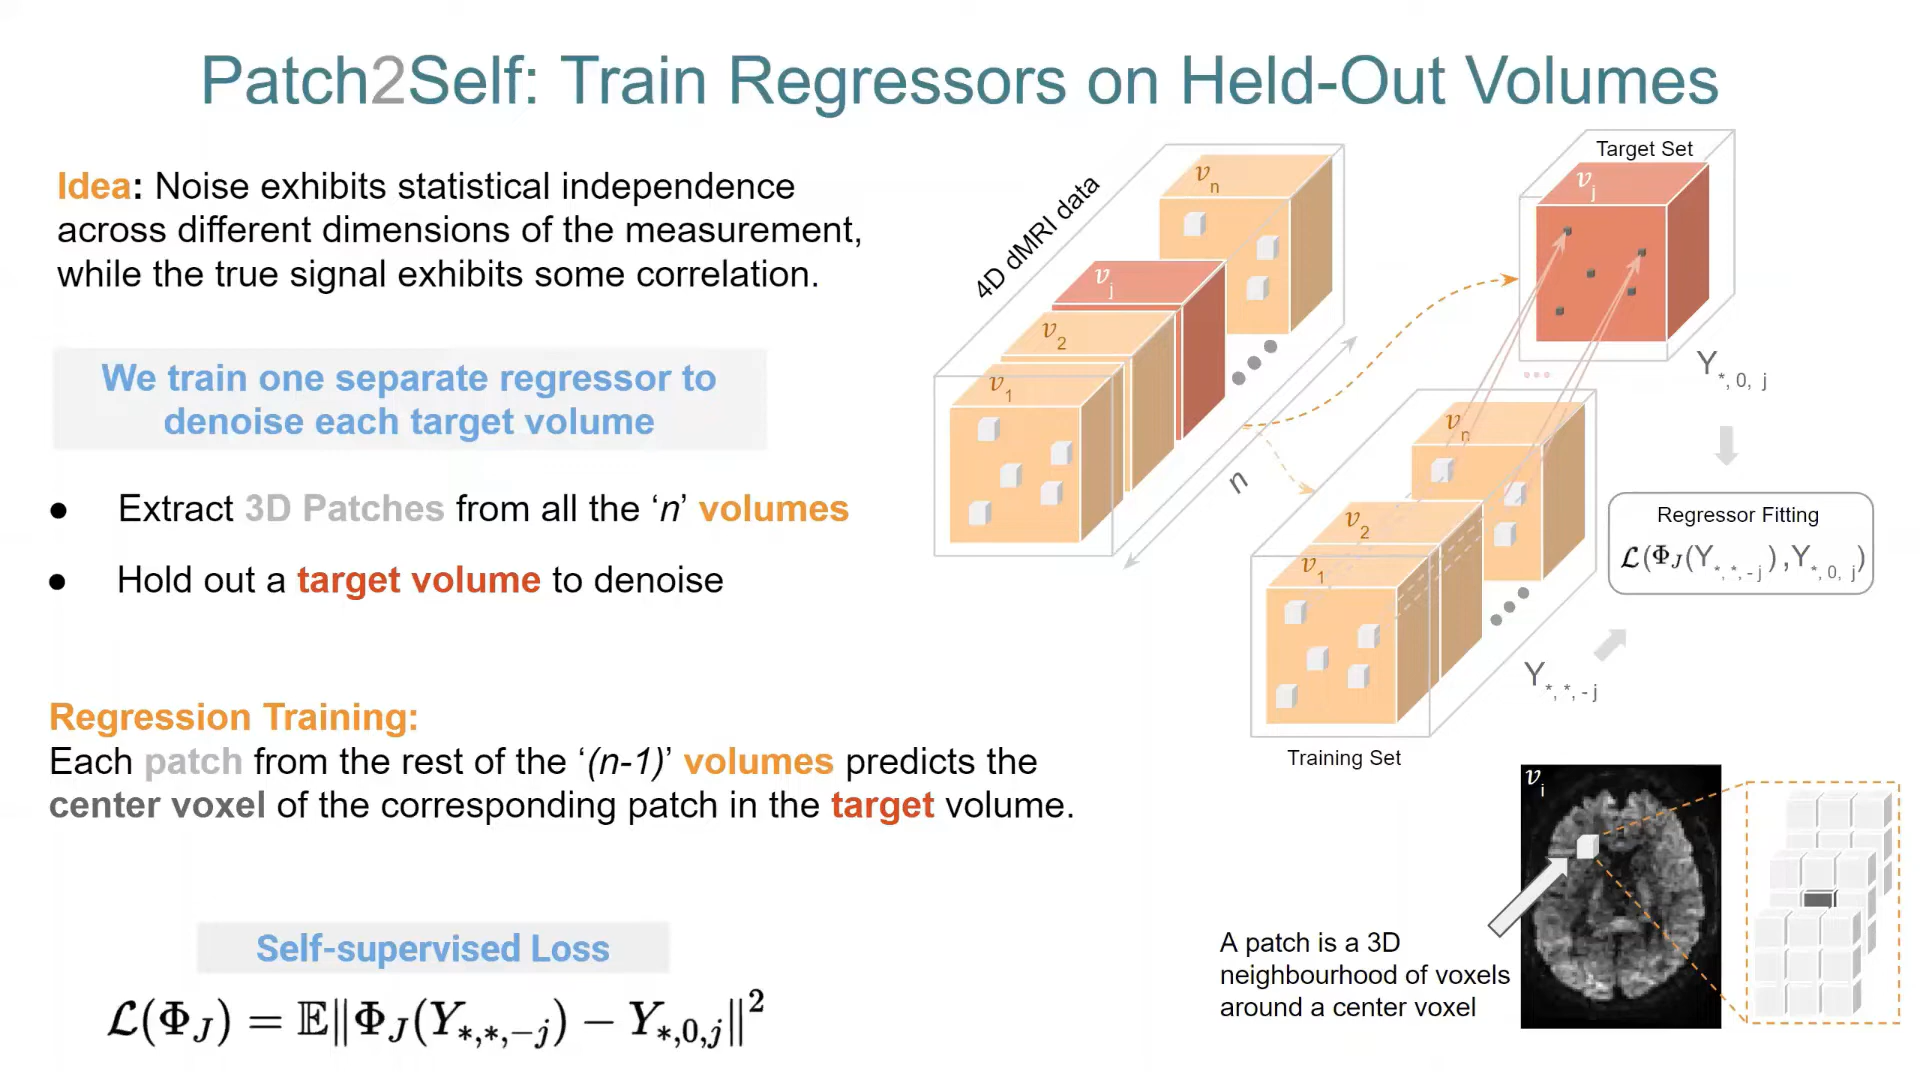 Patch2Self: Train Regressors on Held-Out Volumes
Idea: Noise exhibits statistical independence
across different dimensions of the measurement,
while the true signal exhibits some correlation.
We train one separate regressor to
denoise each target volume
● Extract 3D Patches from all the ‘n’ volumes
● Hold out a target volume to denoise
Regression Training:
Each patch from the rest of the ‘(n-1)’ volumes predicts the
center voxel of the corresponding patch in the target volume.
Self-supervised Loss
ℒ(Φ_J) = 𝔼‖Φ_J(Y_{*,*,−j}) − Y_{*,0,j}‖²
4D dMRI data
v_n
v_j
v_2
v_1
n
Target Set
v_j
Y_{*, 0, j}
v_n
v_2
v_1
Training Set
Y_{*, *, -j}
Regressor Fitting
ℒ(Φ_J(Y_{*, *, -j}), Y_{*, 0, j})
v_i
A patch is a 3D
neighbourhood of voxels
around a center voxel